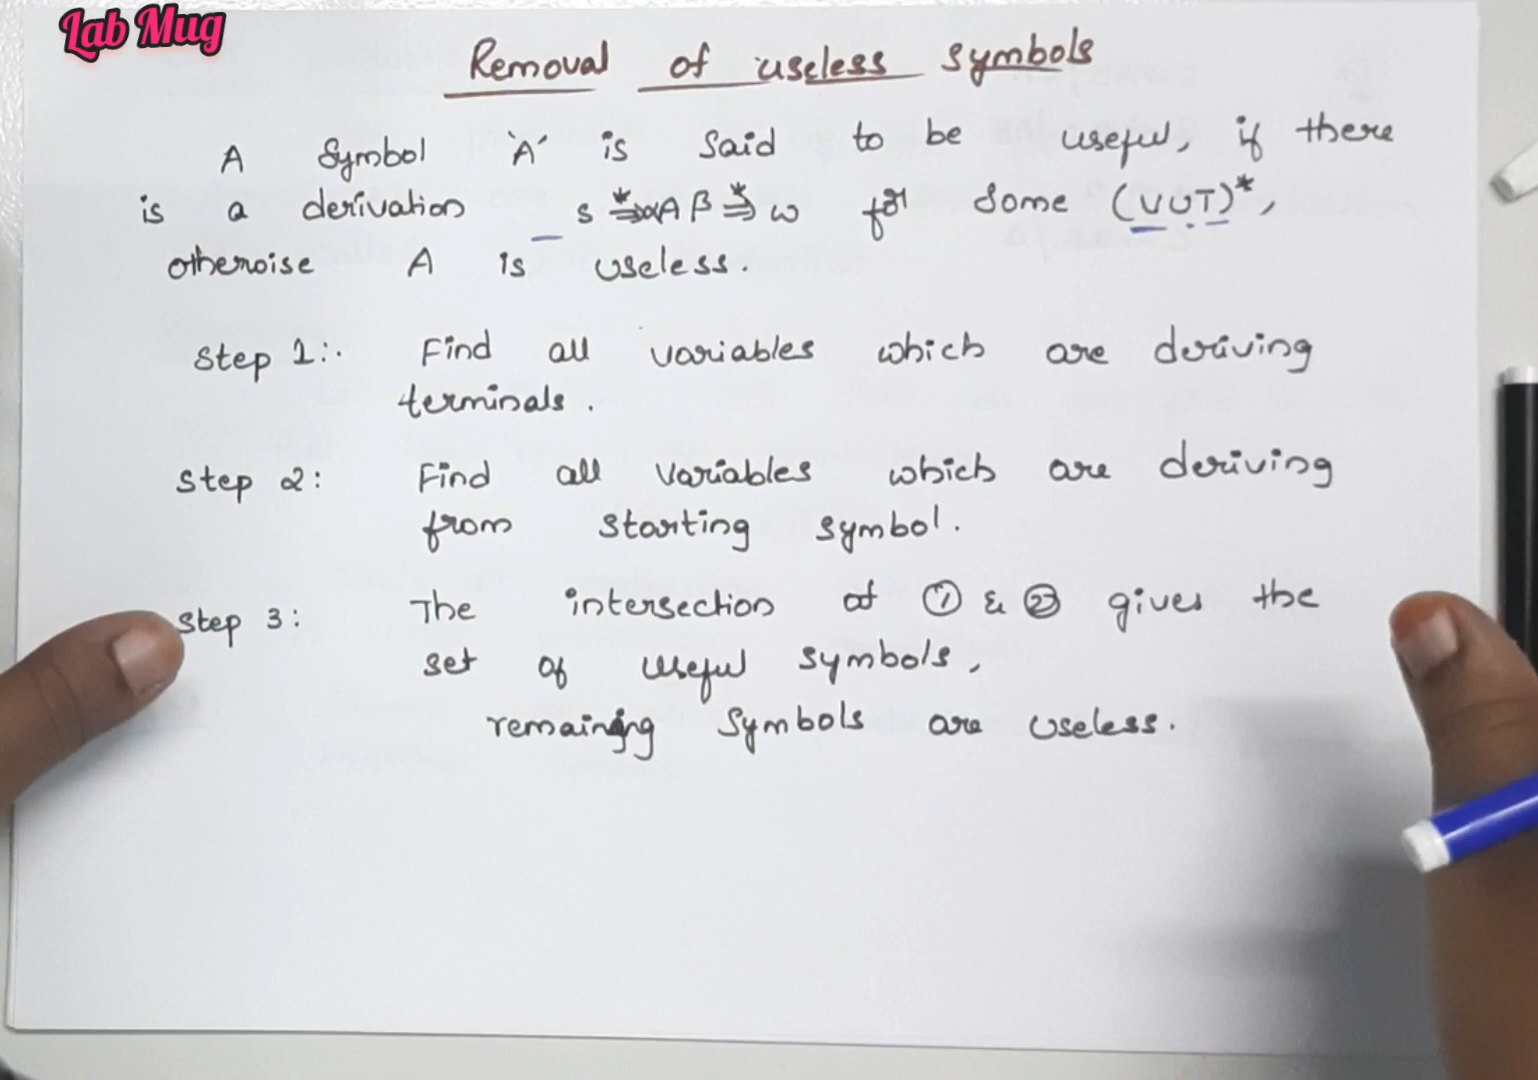 Lab Mug
Removal of useless symbols
A Symbol 'A' is Said to be useful, if there
is a derivation S ⇒* αAβ ⇒* ω for Some (VUT)*,
otherwise A is useless.
Step 1:. Find all variables which are deriving
terminals.
Step 2: Find all variables which are deriving
from starting symbol.
Step 3: The intersection of ① & ② gives the
set of useful symbols,
remaining Symbols are useless.